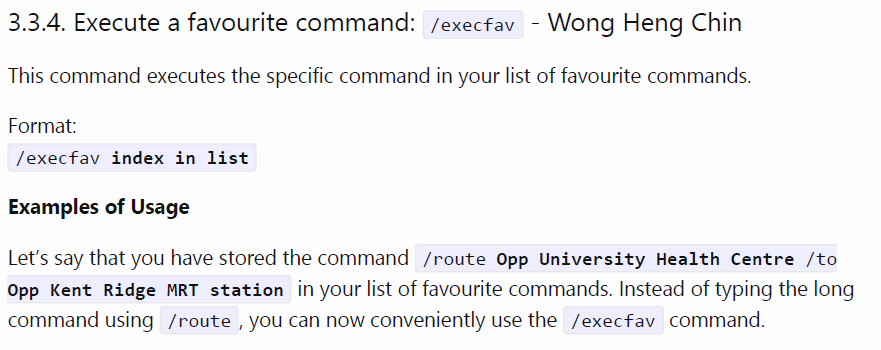 3.3.4. Execute a favourite command: /execfav - Wong Heng Chin
This command executes the specific command in your list of favourite commands.
Format:
/execfav index in list
Examples of Usage
Let’s say that you have stored the command /route Opp University Health Centre /to
Opp Kent Ridge MRT station in your list of favourite commands. Instead of typing the long
command using /route, you can now conveniently use the /execfav command.